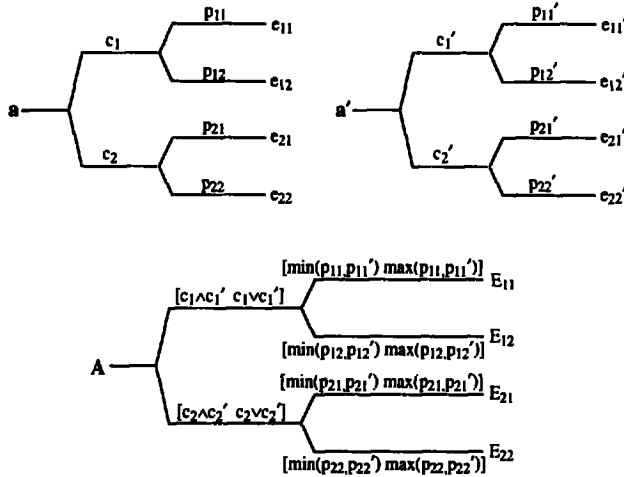 p₁₁ e₁₁
c₁
p₁₂ e₁₂
a
p₂₁ e₂₁
c₂
p₂₂ e₂₂
p₁₁′ e₁₁′
c₁′
p₁₂′ e₁₂′
a′
p₂₁′ e₂₁′
c₂′
p₂₂′ e₂₂′
[min(p₁₁,p₁₁′) max(p₁₁,p₁₁′)] E₁₁
[c₁∧c₁′ c₁∨c₁′]
E₁₂
[min(p₁₂,p₁₂′) max(p₁₂,p₁₂′)]
A
[min(p₂₁,p₂₁′) max(p₂₁,p₂₁′)] E₂₁
[c₂∧c₂′ c₂∨c₂′]
E₂₂
[min(p₂₂,p₂₂′) max(p₂₂,p₂₂′)]